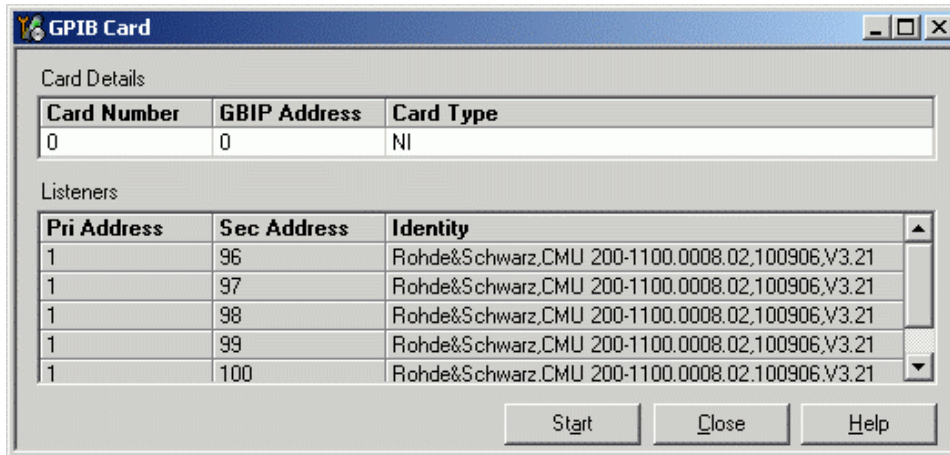 GPIB Card
Card Details
Card Number GBIP Address Card Type
0 0 NI
Listeners
Pri Address Sec Address Identity
1 96 Rohde&Schwarz,CMU 200-1100.0008.02,100906,V3.21
1 97 Rohde&Schwarz,CMU 200-1100.0008.02,100906,V3.21
1 98 Rohde&Schwarz,CMU 200-1100.0008.02,100906,V3.21
1 99 Rohde&Schwarz,CMU 200-1100.0008.02,100906,V3.21
1 100 Rohde&Schwarz.CMU 200-1100.0008.02.100906.V3.21
Start Close Help